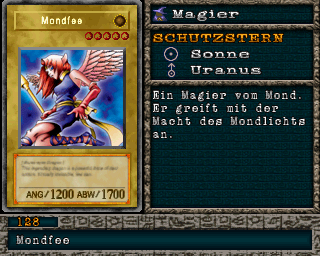 Mondfee
ANG/1200 ABW/1700
Magier
SCHUTZSTERN
Sonne
Uranus
Ein Magier vom Mond.
Er greift mit der
Macht des Mondlichts
an.
128
Mondfee